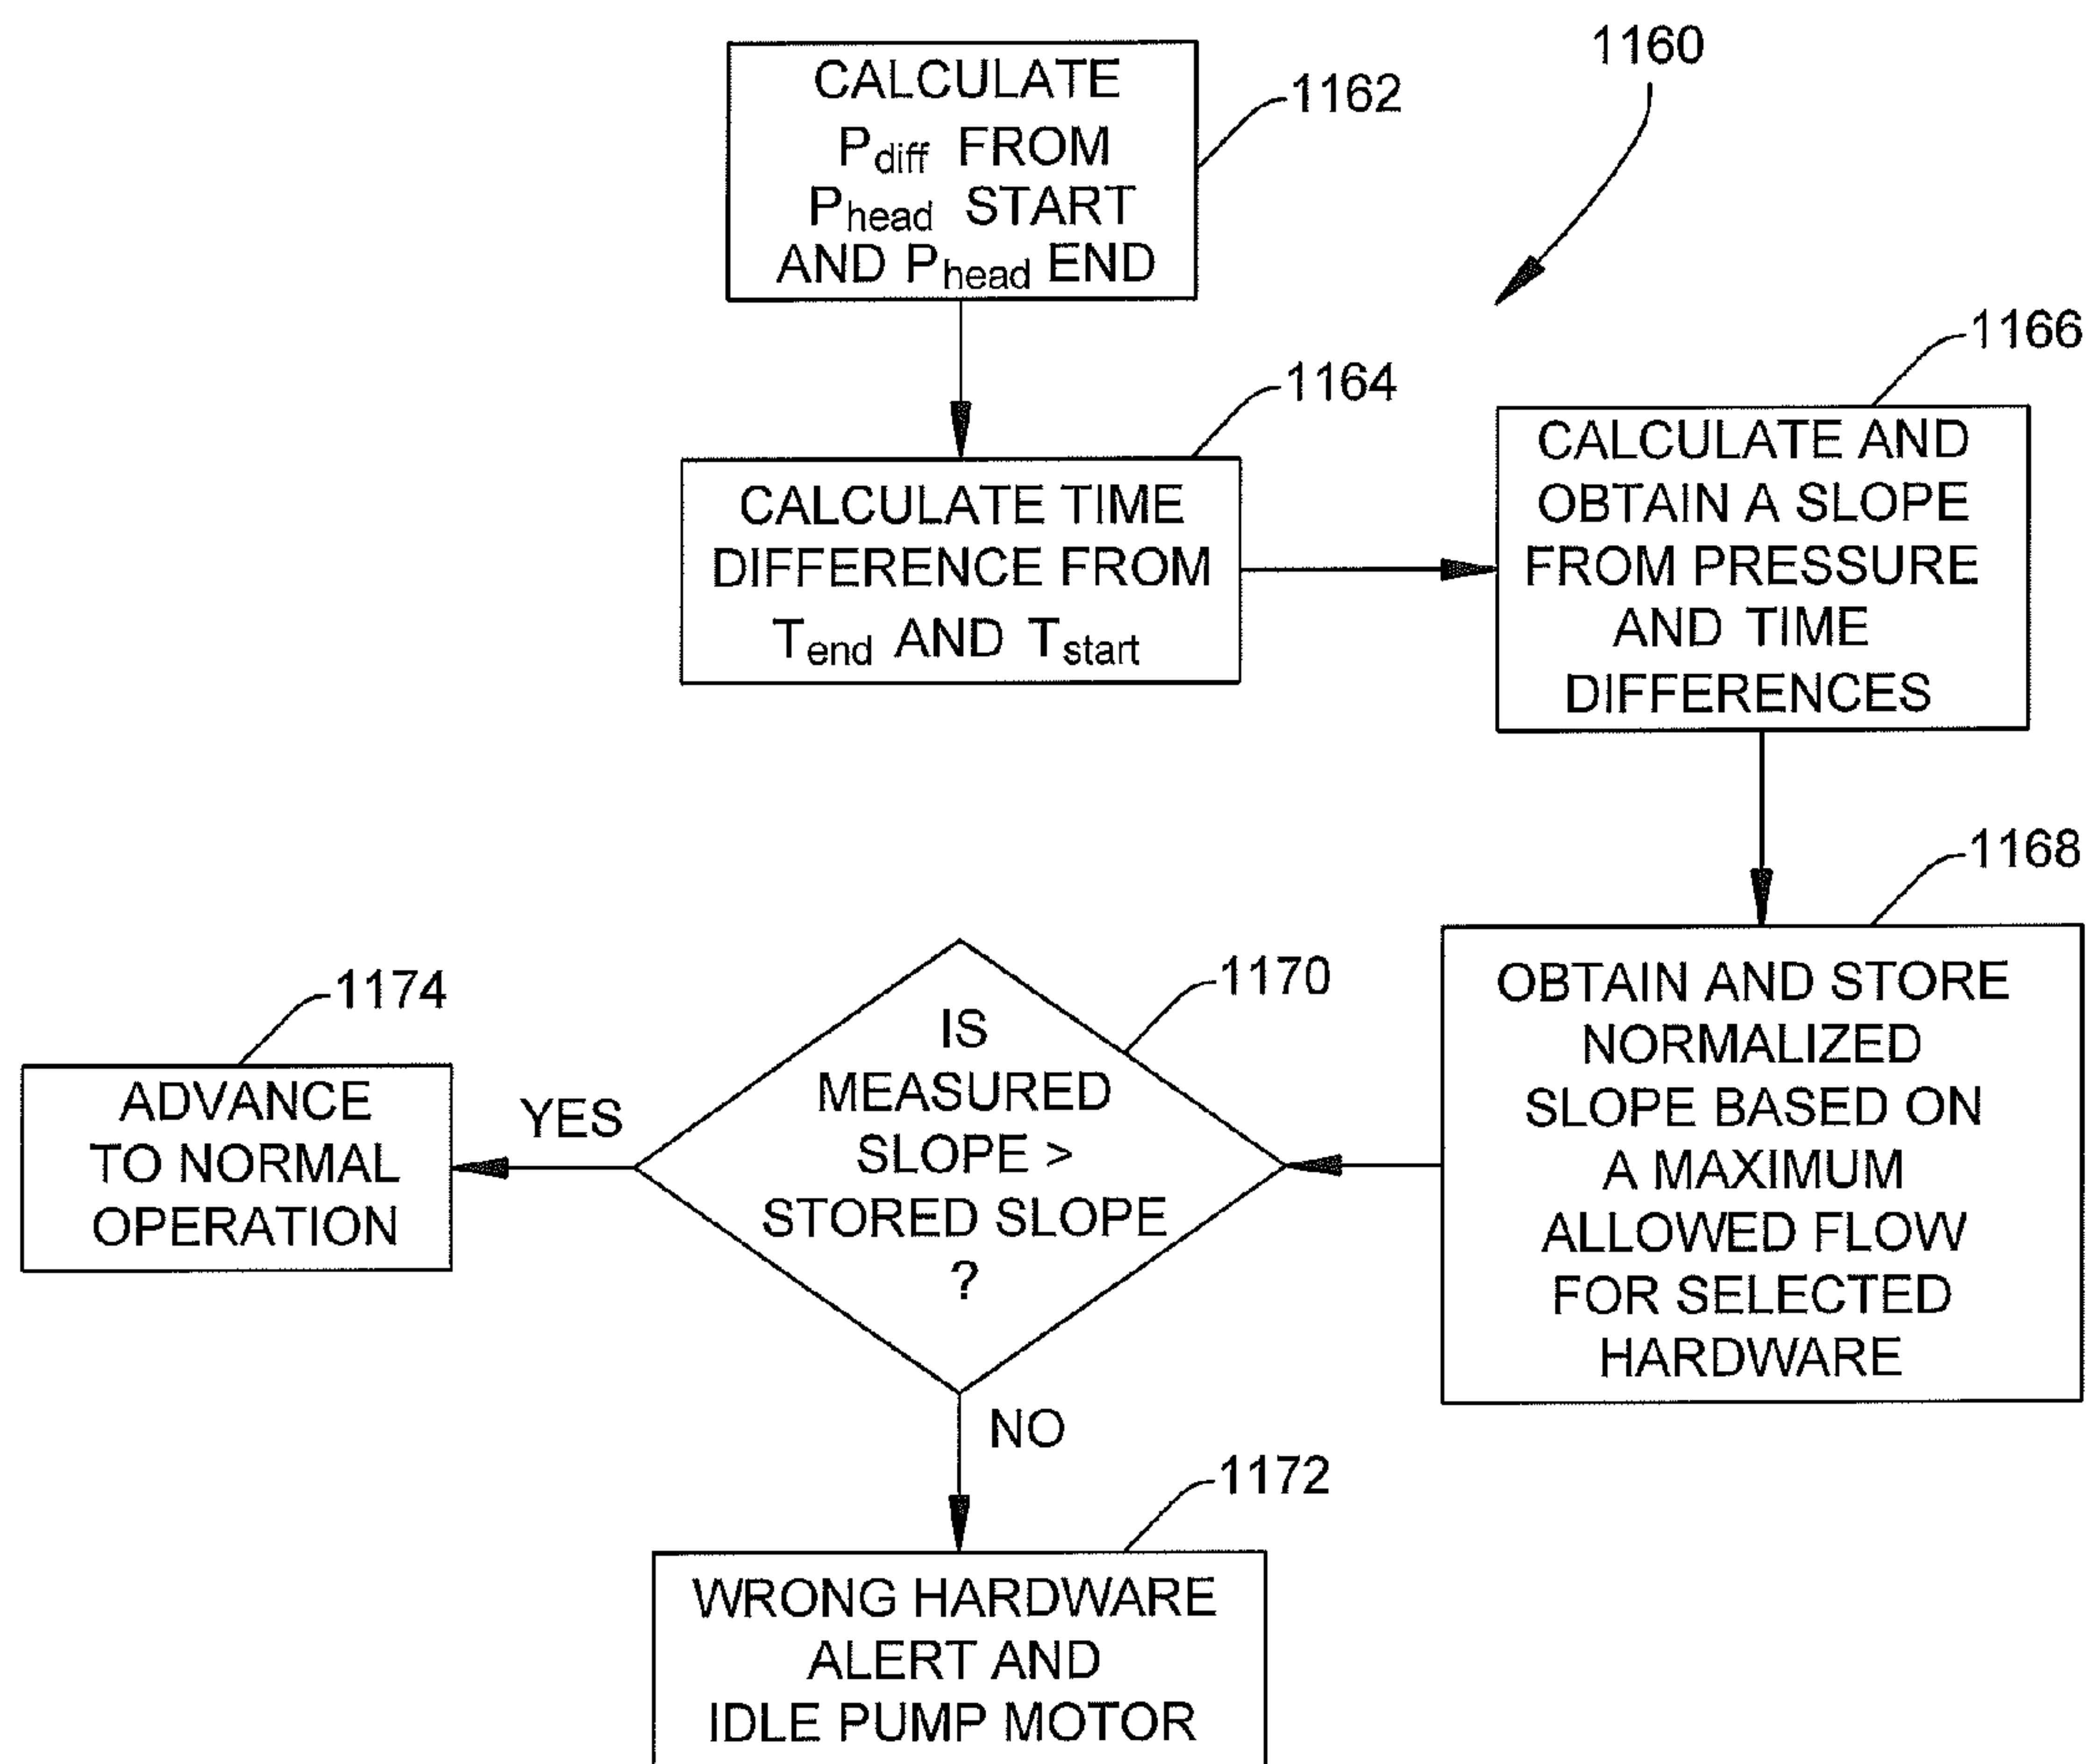 1160
CALCULATE
Pdiff FROM
Phead START
AND Phead END
1162
1164
CALCULATE TIME
DIFFERENCE FROM
Tend AND Tstart
1166
CALCULATE AND
OBTAIN A SLOPE
FROM PRESSURE
AND TIME
DIFFERENCES
1168
OBTAIN AND STORE
NORMALIZED
SLOPE BASED ON
A MAXIMUM
ALLOWED FLOW
FOR SELECTED
HARDWARE
1170
IS
MEASURED
SLOPE >
STORED SLOPE
?
YES
1174
ADVANCE
TO NORMAL
OPERATION
NO
1172
WRONG HARDWARE
ALERT AND
IDLE PUMP MOTOR